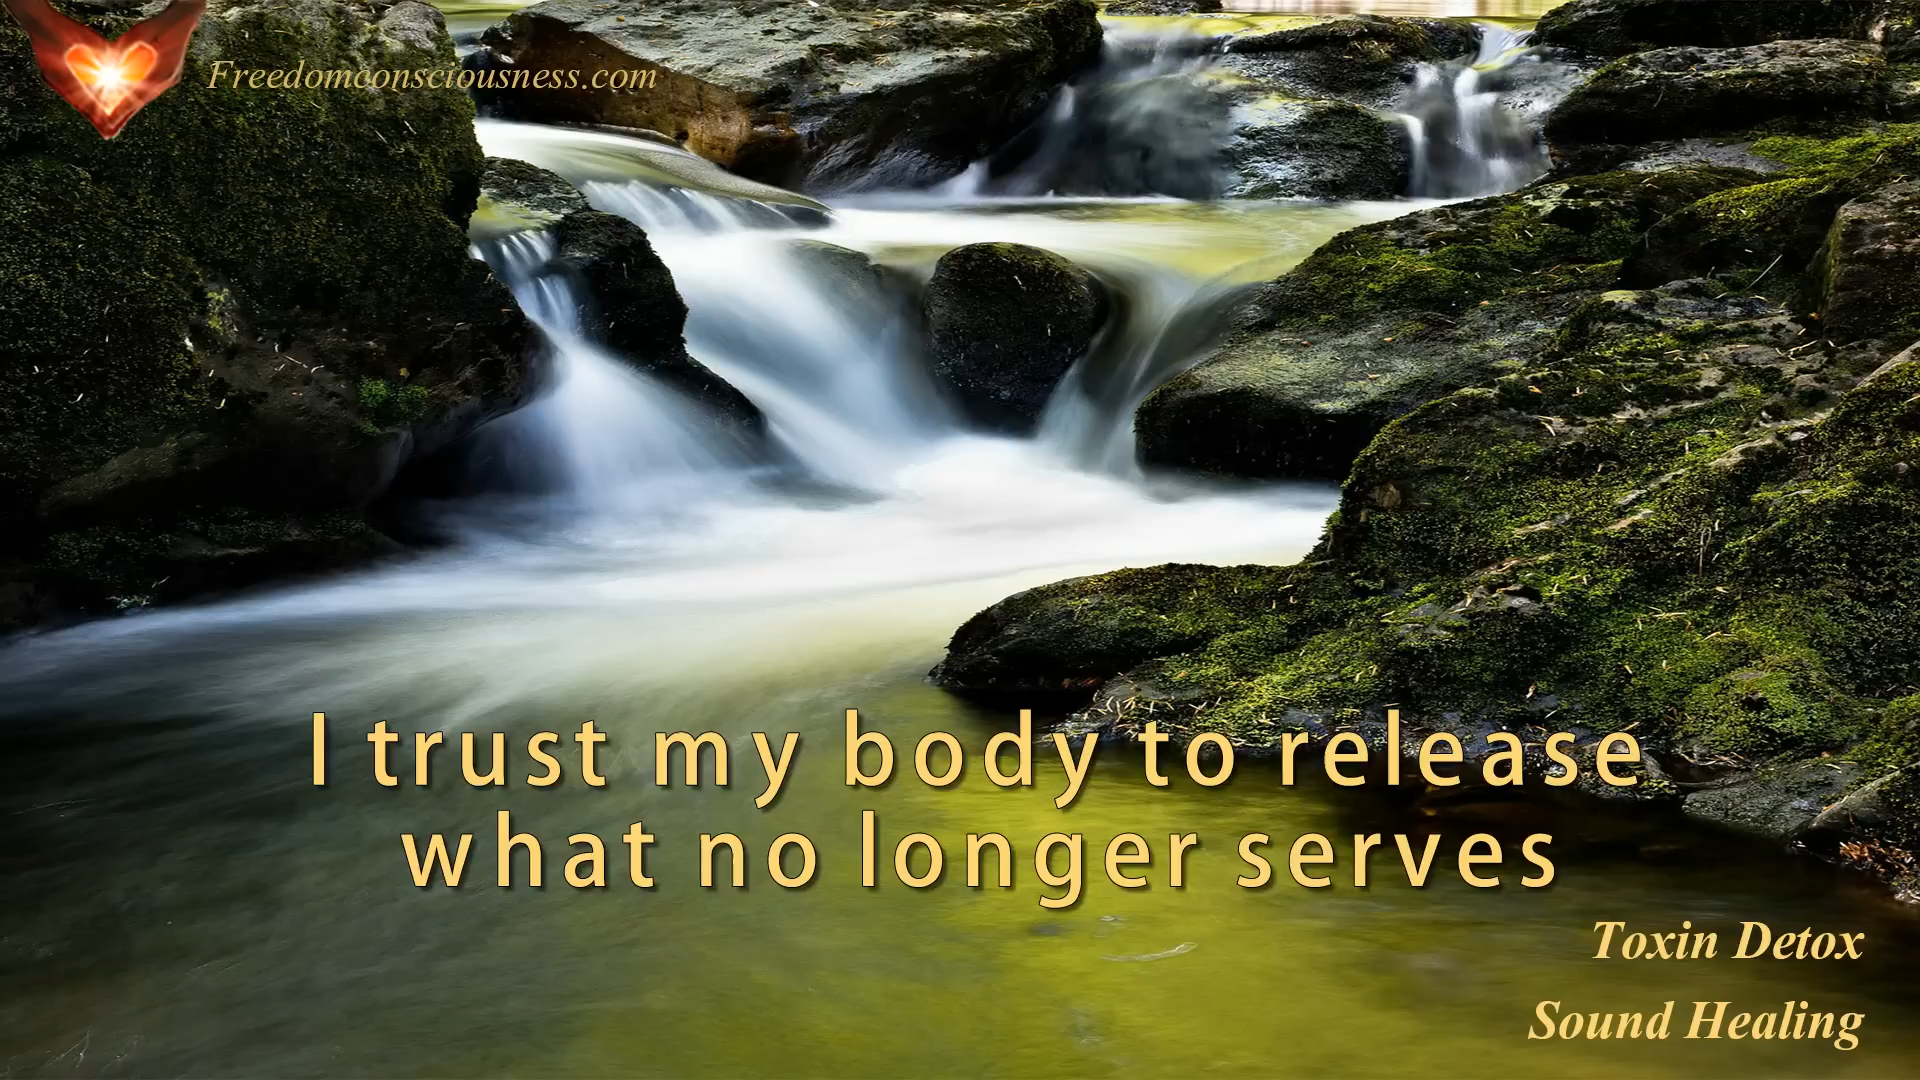 Freedomconsciousness.com
I trust my body to release
what no longer serves
Toxin Detox
Sound Healing